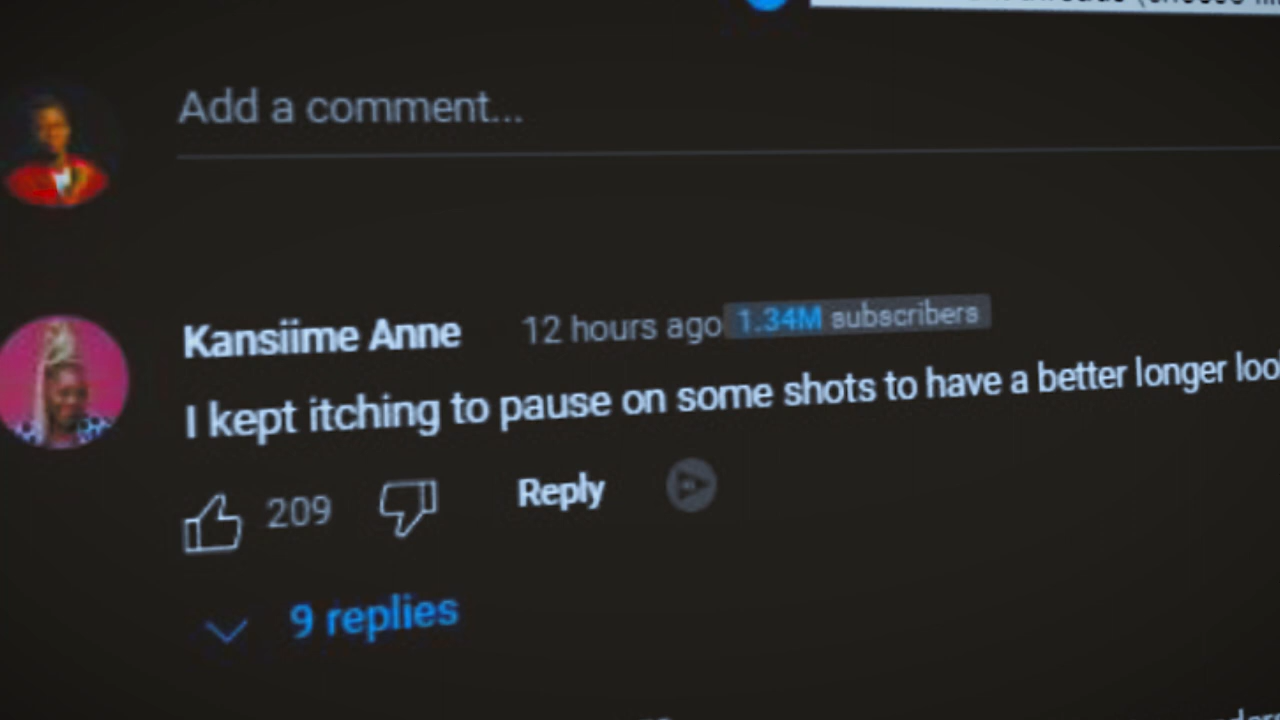 Add a comment...
Kansiime Anne 12 hours ago 1.34M subscribers
I kept itching to pause on some shots to have a better longer
Reply
209
9 replies